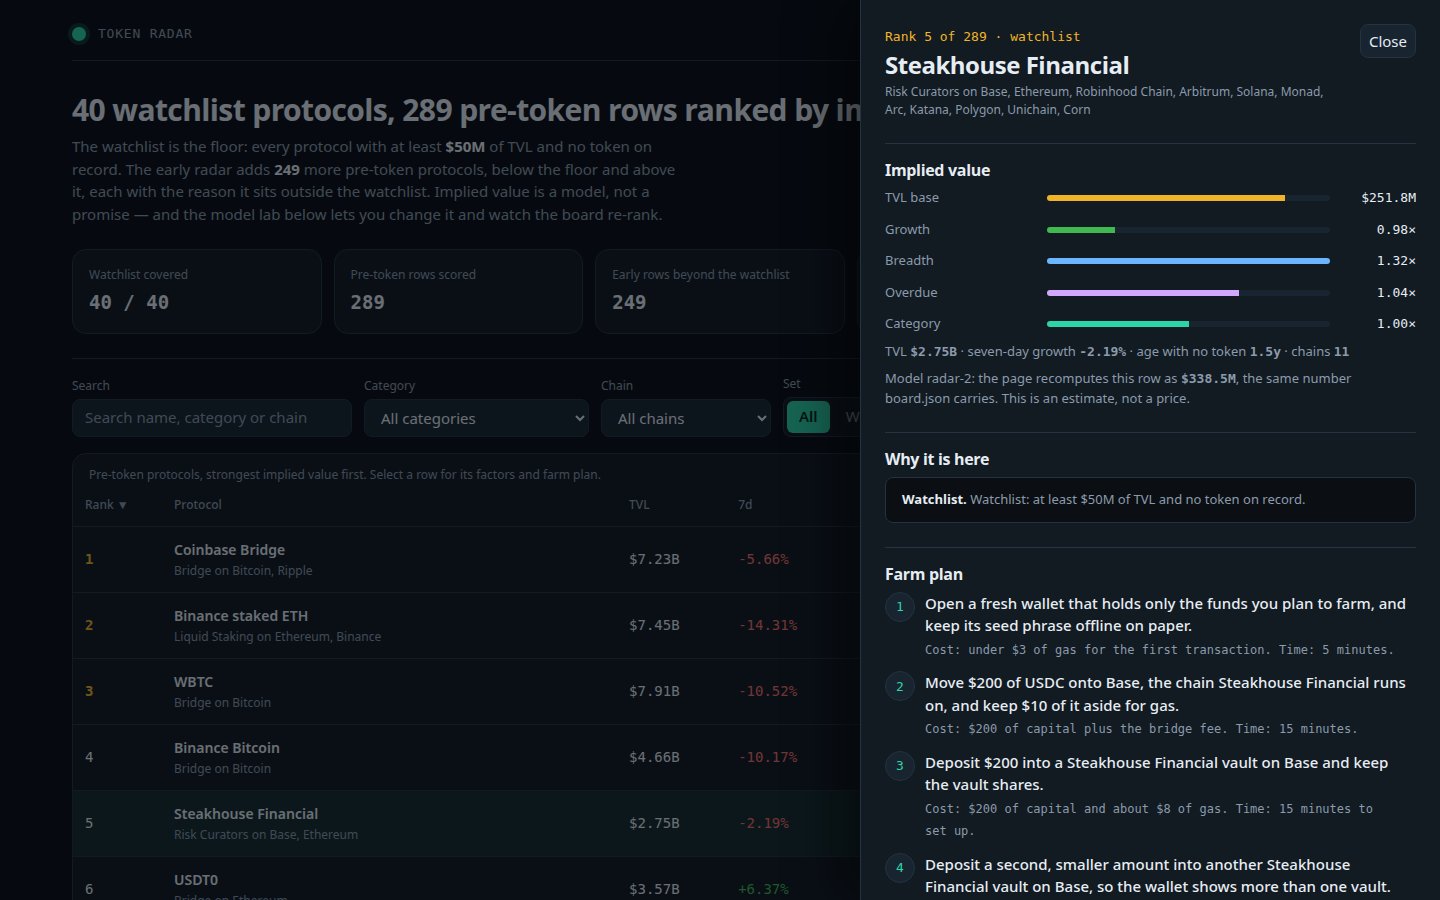 TOKEN RADAR
40 watchlist protocols, 289 pre-token rows ranked by
The watchlist is the floor: every protocol with at least $50M of TVL and no token on
record. The early radar adds 249 more pre-token protocols, below the floor and above
it, each with the reason it sits outside the watchlist. Implied value is a model, not a
promise — and the model lab below lets you change it and watch the board re-rank.
Watchlist covered
40 / 40
Pre-token rows scored
289
Early rows beyond the watchlist
249
Search
Search name, category or chain
Category
All categories
Chain
All chains
Set
All
Pre-token protocols, strongest implied value first. Select a row for its factors and farm plan.
Rank ▼ Protocol TVL 7d
1 Coinbase Bridge $7.23B -5.66%
Bridge on Bitcoin, Ripple
2 Binance staked ETH $7.45B -14.31%
Liquid Staking on Ethereum, Binance
3 WBTC $7.91B -10.52%
Bridge on Bitcoin
4 Binance Bitcoin $4.66B -10.17%
Bridge on Bitcoin
5 Steakhouse Financial $2.75B -2.19%
Risk Curators on Base, Ethereum
6 USDT0 $3.57B +6.37%
Bridge on Ethereum
Rank 5 of 289 · watchlist
Close
Steakhouse Financial
Risk Curators on Base, Ethereum, Robinhood Chain, Arbitrum, Solana, Monad,
Arc, Katana, Polygon, Unichain, Corn
Implied value
TVL base $251.8M
Growth 0.98×
Breadth 1.32×
Overdue 1.04×
Category 1.00×
TVL $2.75B · seven-day growth -2.19% · age with no token 1.5y · chains 11
Model radar-2: the page recomputes this row as $338.5M, the same number
board.json carries. This is an estimate, not a price.
Why it is here
Watchlist. Watchlist: at least $50M of TVL and no token on record.
Farm plan
1 Open a fresh wallet that holds only the funds you plan to farm, and
keep its seed phrase offline on paper.
Cost: under $3 of gas for the first transaction. Time: 5 minutes.
2 Move $200 of USDC onto Base, the chain Steakhouse Financial runs
on, and keep $10 of it aside for gas.
Cost: $200 of capital plus the bridge fee. Time: 15 minutes.
3 Deposit $200 into a Steakhouse Financial vault on Base and keep
the vault shares.
Cost: $200 of capital and about $8 of gas. Time: 15 minutes to
set up.
4 Deposit a second, smaller amount into another Steakhouse
Financial vault on Base, so the wallet shows more than one vault.